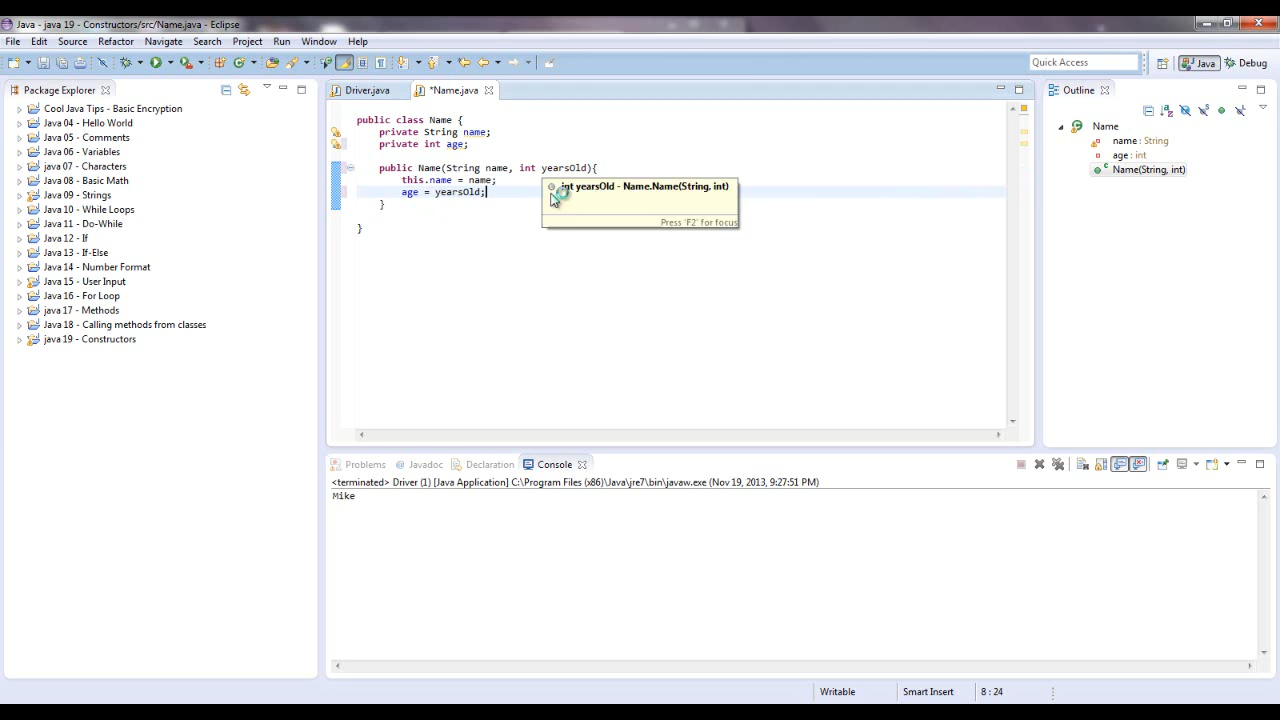 Java - java 19 - Constructors/src/Name.java - Eclipse
File Edit Source Refactor Navigate Search Project Run Window Help
Quick Access
Java
Debug
Package Explorer
Cool Java Tips - Basic Encryption
Java 04 - Hello World
Java 05 - Comments
Java 06 - Variables
java 07 - Characters
Java 08 - Basic Math
Java 09 - Strings
Java 10 - While Loops
Java 11 - Do-While
Java 12 - If
Java 13 - If-Else
Java 14 - Number Format
Java 15 - User Input
Java 16 - For Loop
java 17 - Methods
Java 18 - Calling methods from classes
java 19 - Constructors
Driver.java
*Name.java
public class Name {
private String name;
private int age;
public Name(String name, int yearsOld){
this.name = name;
age = yearsOld;
}
}
int yearsOld - Name.Name(String, int)
Press 'F2' for focus
Outline
Name
name : String
age : int
Name(String, int)
Problems
Javadoc
Declaration
Console
<terminated> Driver (1) [Java Application] C:\Program Files (x86)\Java\jre7\bin\javaw.exe (Nov 19, 2013, 9:27:51 PM)
Mike
Writable
Smart Insert
8 : 24